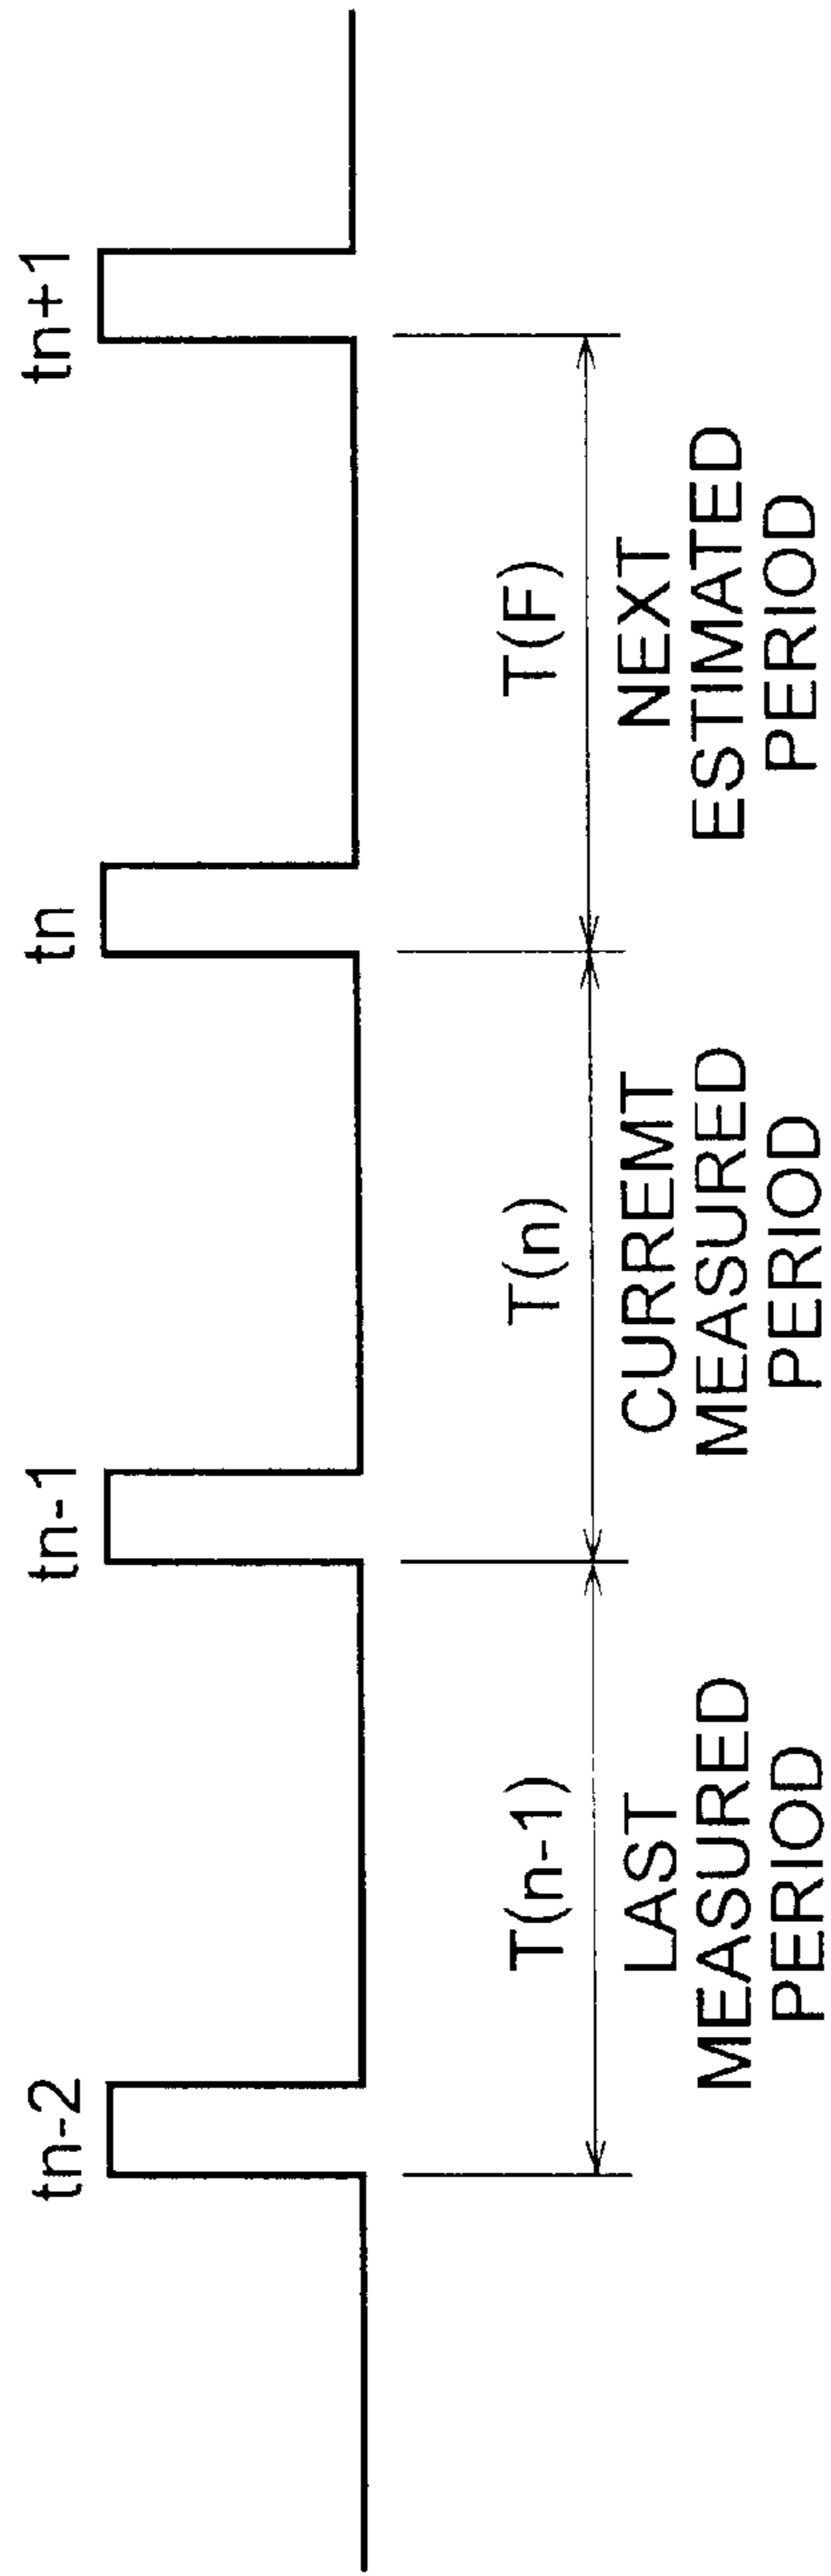 tn-2
tn-1
tn
tn+1
T(n-1)
T(n)
T(F)
LAST
MEASURED
PERIOD
CURREMT
MEASURED
PERIOD
NEXT
ESTIMATED
PERIOD